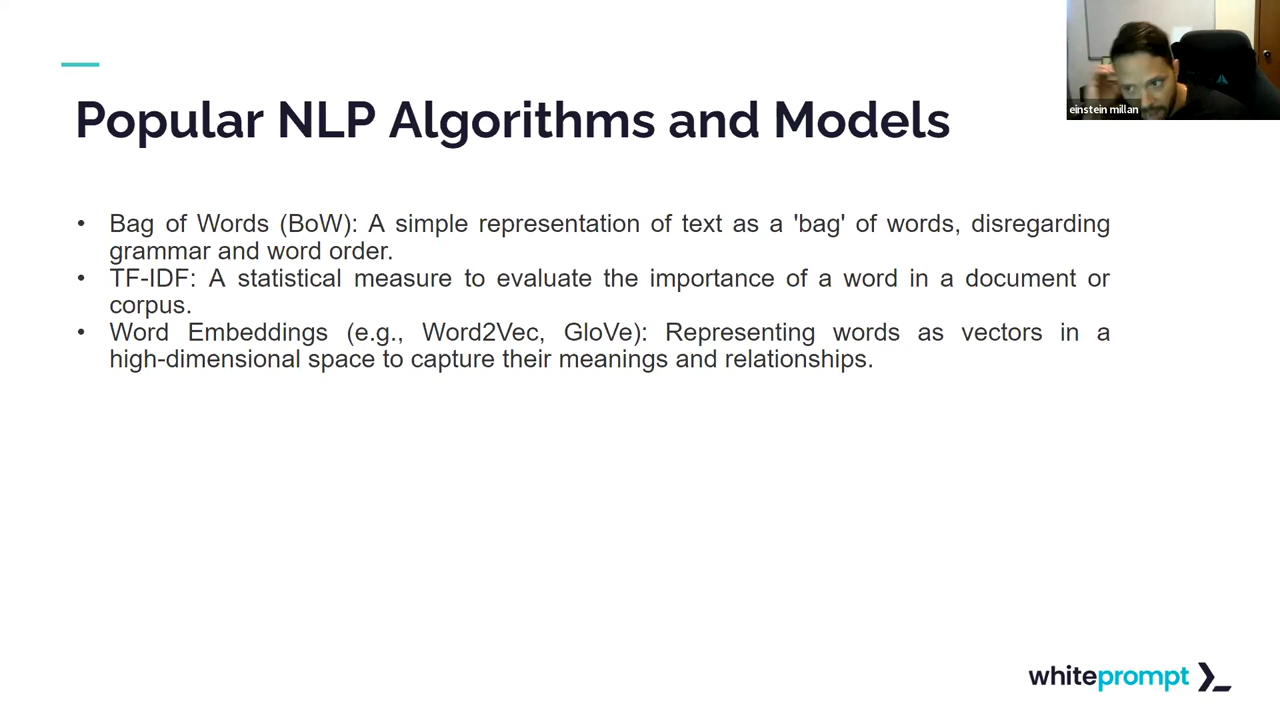 einstein millan
Popular NLP Algorithms and Models
• Bag of Words (BoW): A simple representation of text as a 'bag' of words, disregarding
grammar and word order.
• TF-IDF: A statistical measure to evaluate the importance of a word in a document or
corpus.
• Word Embeddings (e.g., Word2Vec, GloVe): Representing words as vectors in a
high-dimensional space to capture their meanings and relationships.
whiteprompt